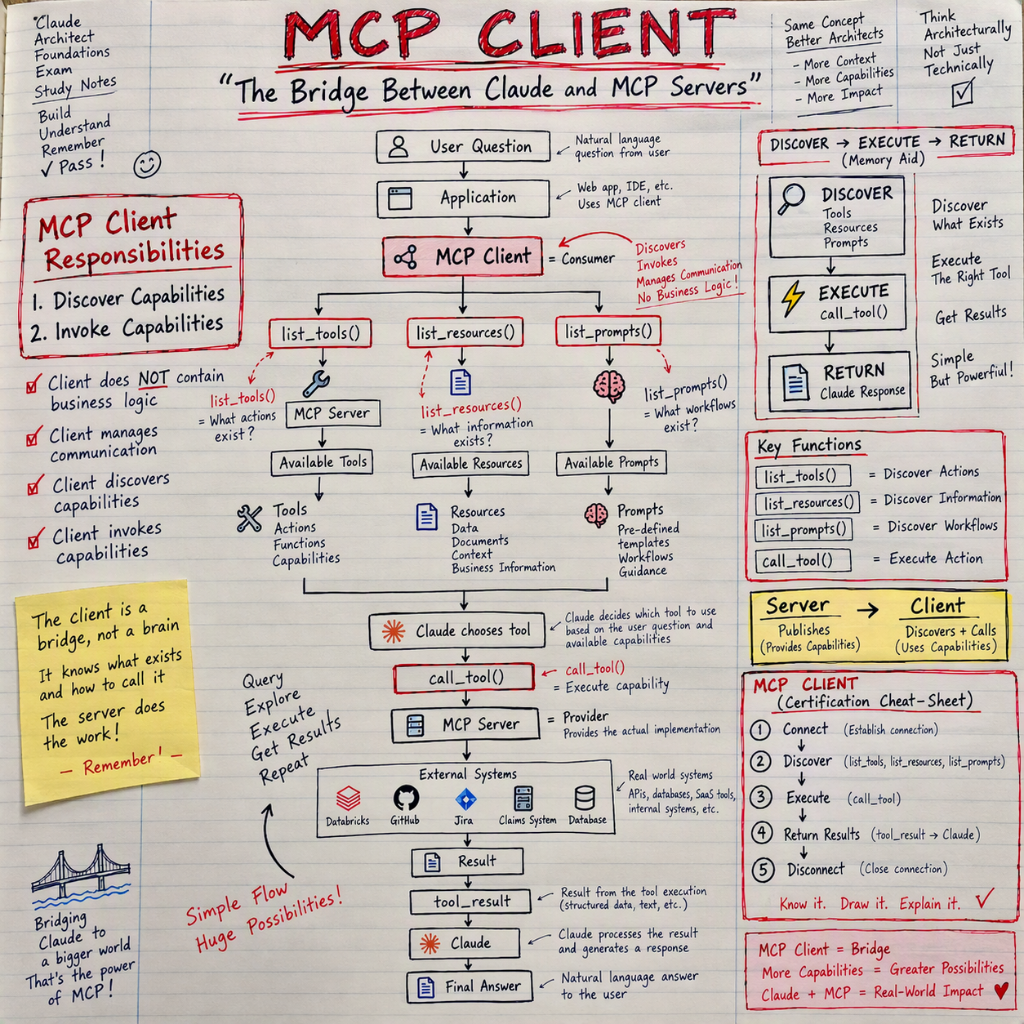 "Claude
Architect
Foundations
Exam
Study Notes
Build
Understand
Remember
✓ Pass!
MCP CLIENT
"The Bridge Between Claude and MCP Servers"
Same Concept
Better Architects
- More Context
- More Capabilities
- More Impact
Think
Architecturally
Not Just
Technically
MCP Client
Responsibilities
1. Discover Capabilities
2. Invoke Capabilities
Client does NOT contain
business logic
Client manages
communication
Client discovers
capabilities
Client invokes
capabilities
The client is a
bridge, not a brain
It knows what exists
and how to call it
The server does
the work!
— Remember! —
Bridging
Claude to
a bigger world
That's the power
of MCP!
User Question
Natural language
question from user
Application
Web app, IDE, etc.
Uses MCP client
MCP Client
= Consumer
Discovers
Invokes
Manages Communication
No Business Logic!
list_tools()
list_resources()
list_prompts()
list_tools()
= What actions
exist?
MCP Server
list_resources()
= What information
exists?
list_prompts()
= What workflows
exist?
Available Tools
Available Resources
Available Prompts
Tools
Actions
Functions
Capabilities
Resources
Data
Documents
Context
Business Information
Prompts
Pre-defined
templates
Workflows
Guidance
Claude chooses tool
Claude decides which tool to use
based on the user question and
available capabilities
call_tool()
call_tool()
= Execute capability
MCP Server
= Provider
Provides the actual implementation
Query
Explore
Execute
Get Results
Repeat
Simple Flow
Huge Possibilities!
External Systems
Databricks
GitHub
Jira
Claims System
Database
Real world systems
APIs, databases, SaaS tools,
internal systems, etc.
Result
tool_result
Result from the tool execution
(structured data, text, etc.)
Claude
Claude processes the result
and generates a response
Final Answer
Natural language answer
to the user
DISCOVER → EXECUTE → RETURN
(Memory Aid)
DISCOVER
Tools
Resources
Prompts
EXECUTE
call_tool()
RETURN
Claude Response
Discover
What Exists
Execute
The Right Tool
Get Results
Simple
But Powerful!
Key Functions
list_tools() = Discover Actions
list_resources() = Discover Information
list_prompts() = Discover Workflows
call_tool() = Execute Action
Server → Client
Publishes
(Provides Capabilities)
Discovers + Calls
(Uses Capabilities)
MCP CLIENT
(Certification Cheat-Sheet)
1 Connect (Establish connection)
2 Discover (list_tools, list_resources, list_prompts)
3 Execute (call_tool)
4 Return Results (tool_result → Claude)
5 Disconnect (Close connection)
Know it. Draw it. Explain it. ✓
MCP Client = Bridge
More Capabilities = Greater Possibilities
Claude + MCP = Real-World Impact ♥